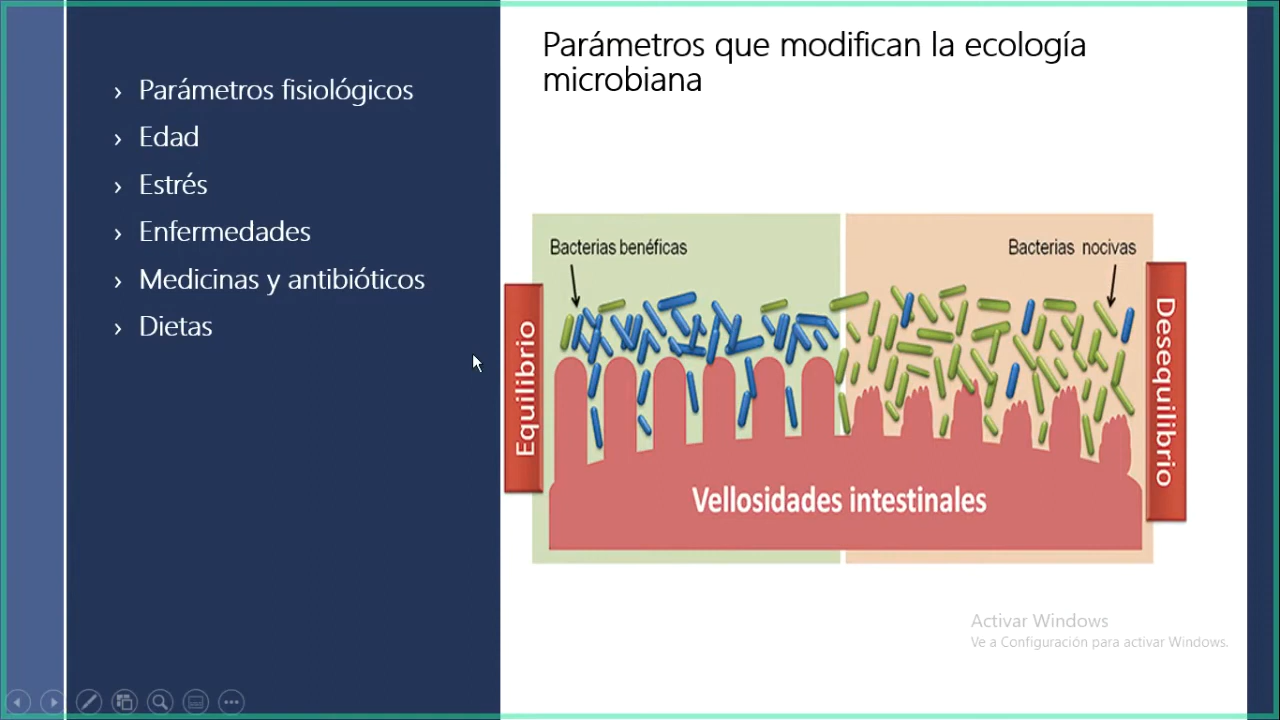 Parámetros que modifican la ecología
microbiana
› Parámetros fisiológicos
› Edad
› Estrés
› Enfermedades
› Medicinas y antibióticos
› Dietas
Bacterias benéficas
Bacterias nocivas
Equilibrio
Desequilibrio
Vellosidades intestinales
Activar Windows
Ve a Configuración para activar Windows.